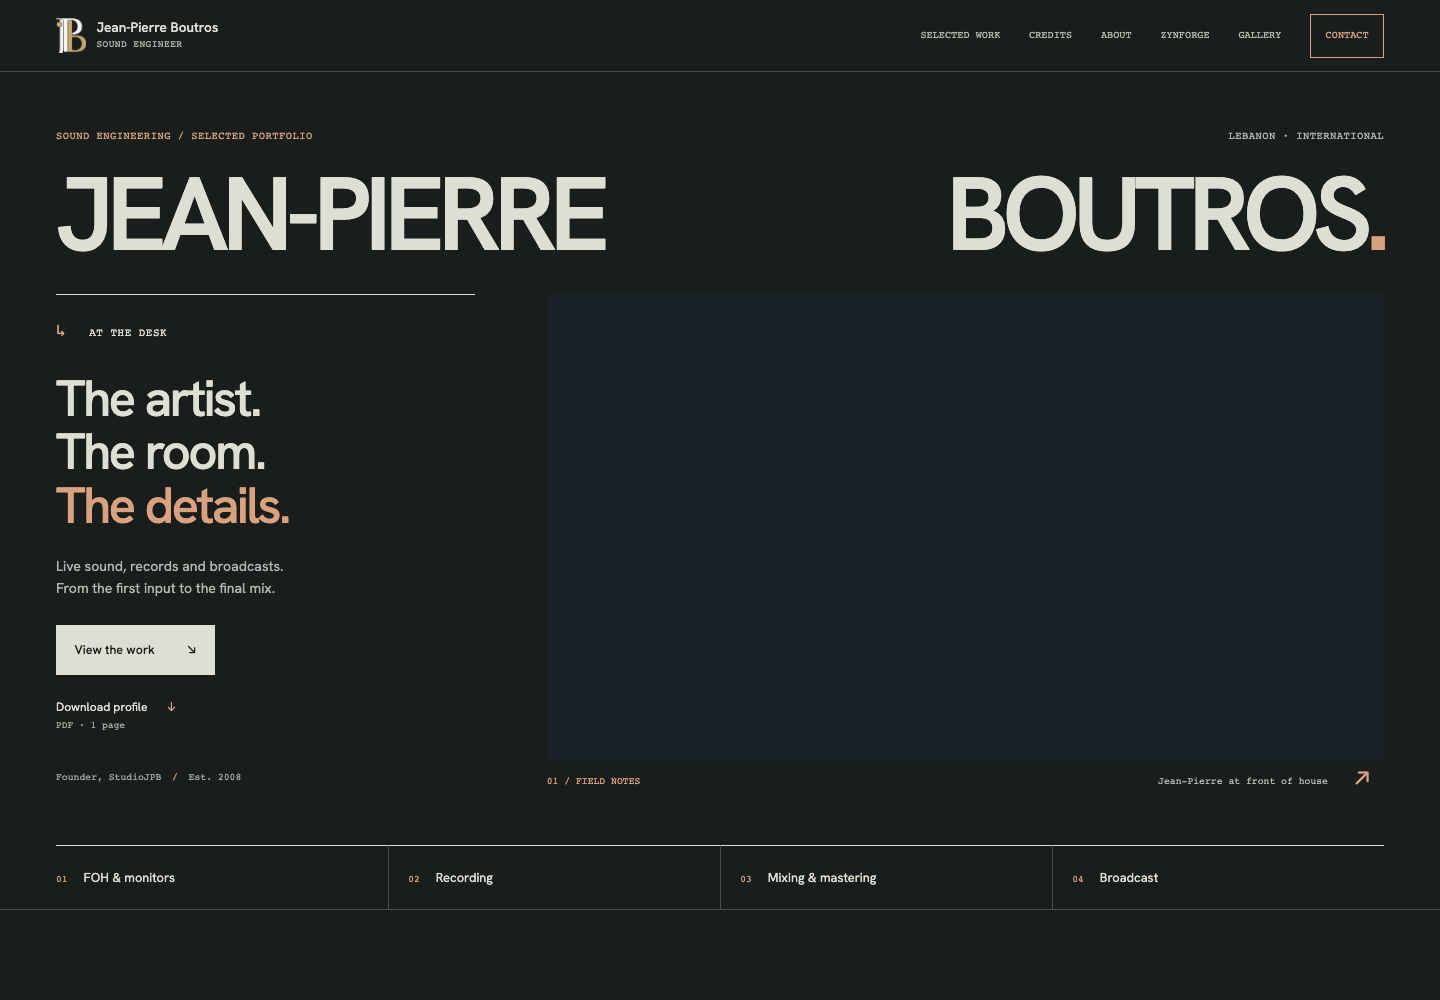 JB
Jean-Pierre Boutros
SOUND ENGINEER
SELECTED WORK
CREDITS
ABOUT
ZYNFORGE
GALLERY
CONTACT
SOUND ENGINEERING / SELECTED PORTFOLIO
LEBANON · INTERNATIONAL
JEAN-PIERRE BOUTROS.
↳ AT THE DESK
The artist.
The room.
The details.
Live sound, records and broadcasts.
From the first input to the final mix.
View the work ↘
Download profile ↓
PDF · 1 page
Founder, StudioJPB / Est. 2008
01 / FIELD NOTES
Jean-Pierre at front of house ↗
01 FOH & monitors
02 Recording
03 Mixing & mastering
04 Broadcast